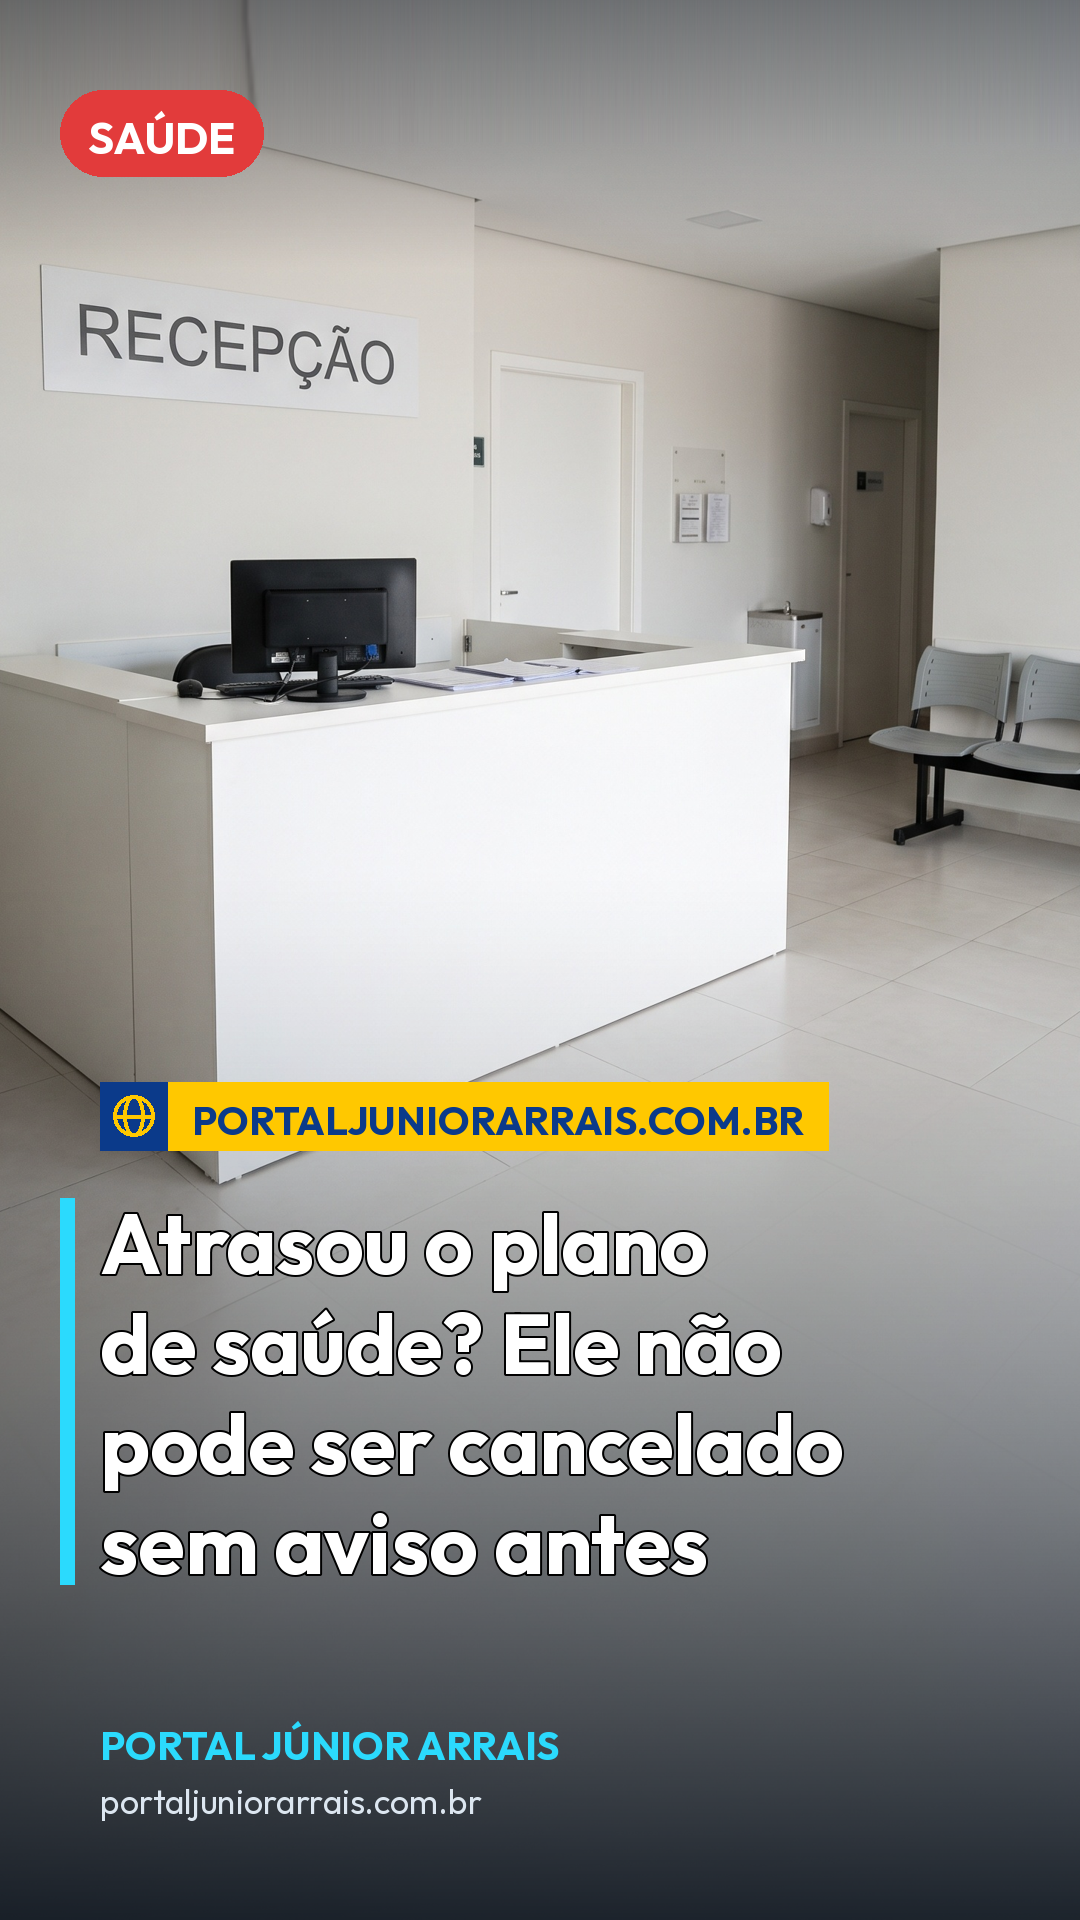 SAÚDE
RECEPÇÃO
PORTALJUNIORARRAIS.COM.BR
Atrasou o plano
de saúde? Ele não
pode ser cancelado
sem aviso antes
PORTAL JÚNIOR ARRAIS
portaljuniorarrais.com.br